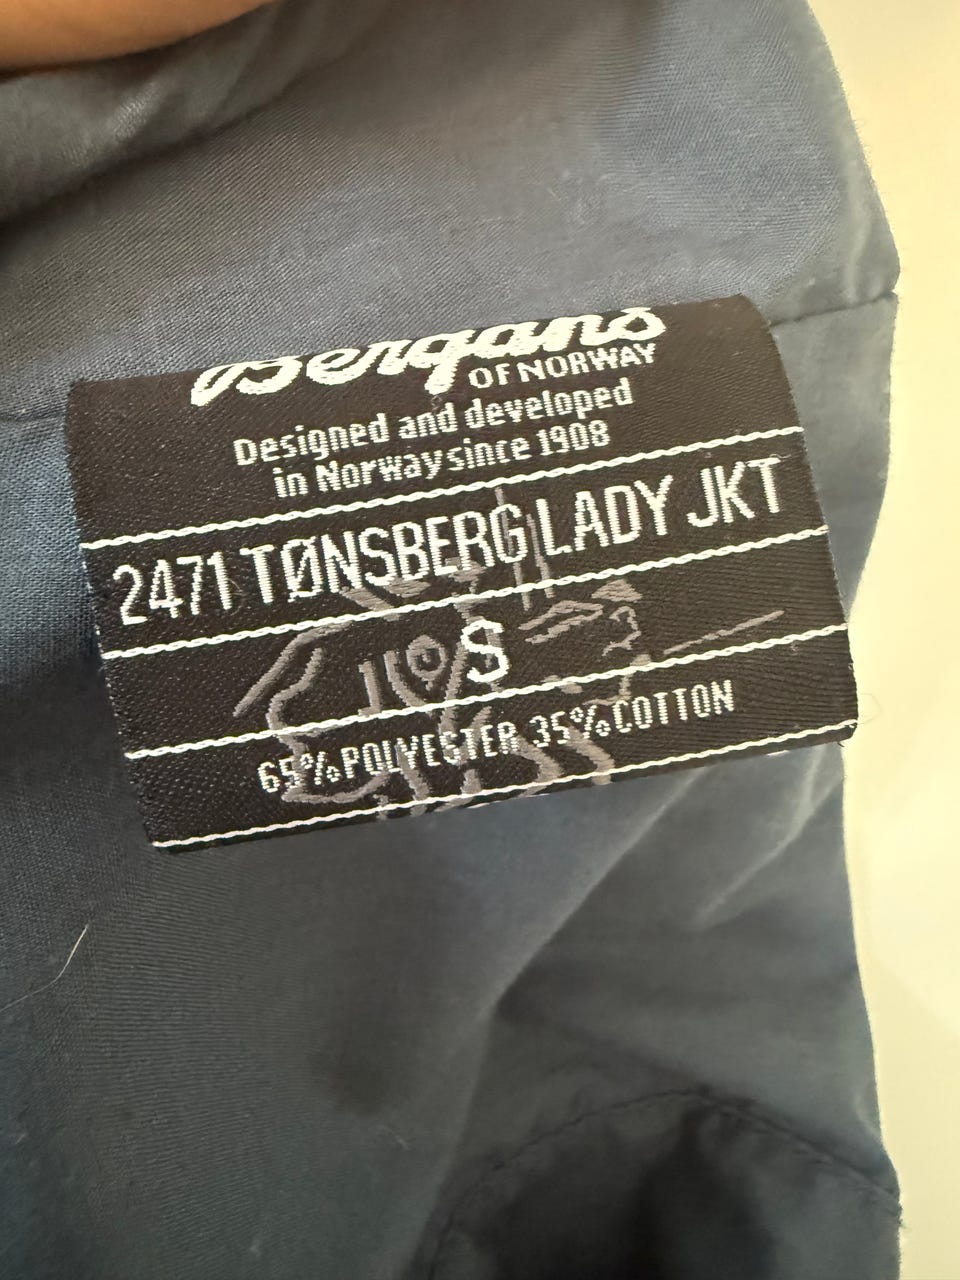 Bergans
OF NORWAY
Designed and developed
in Norway since 1908
2471 TØNSBERG LADY JKT
S
65% POLYESTER 35% COTTON